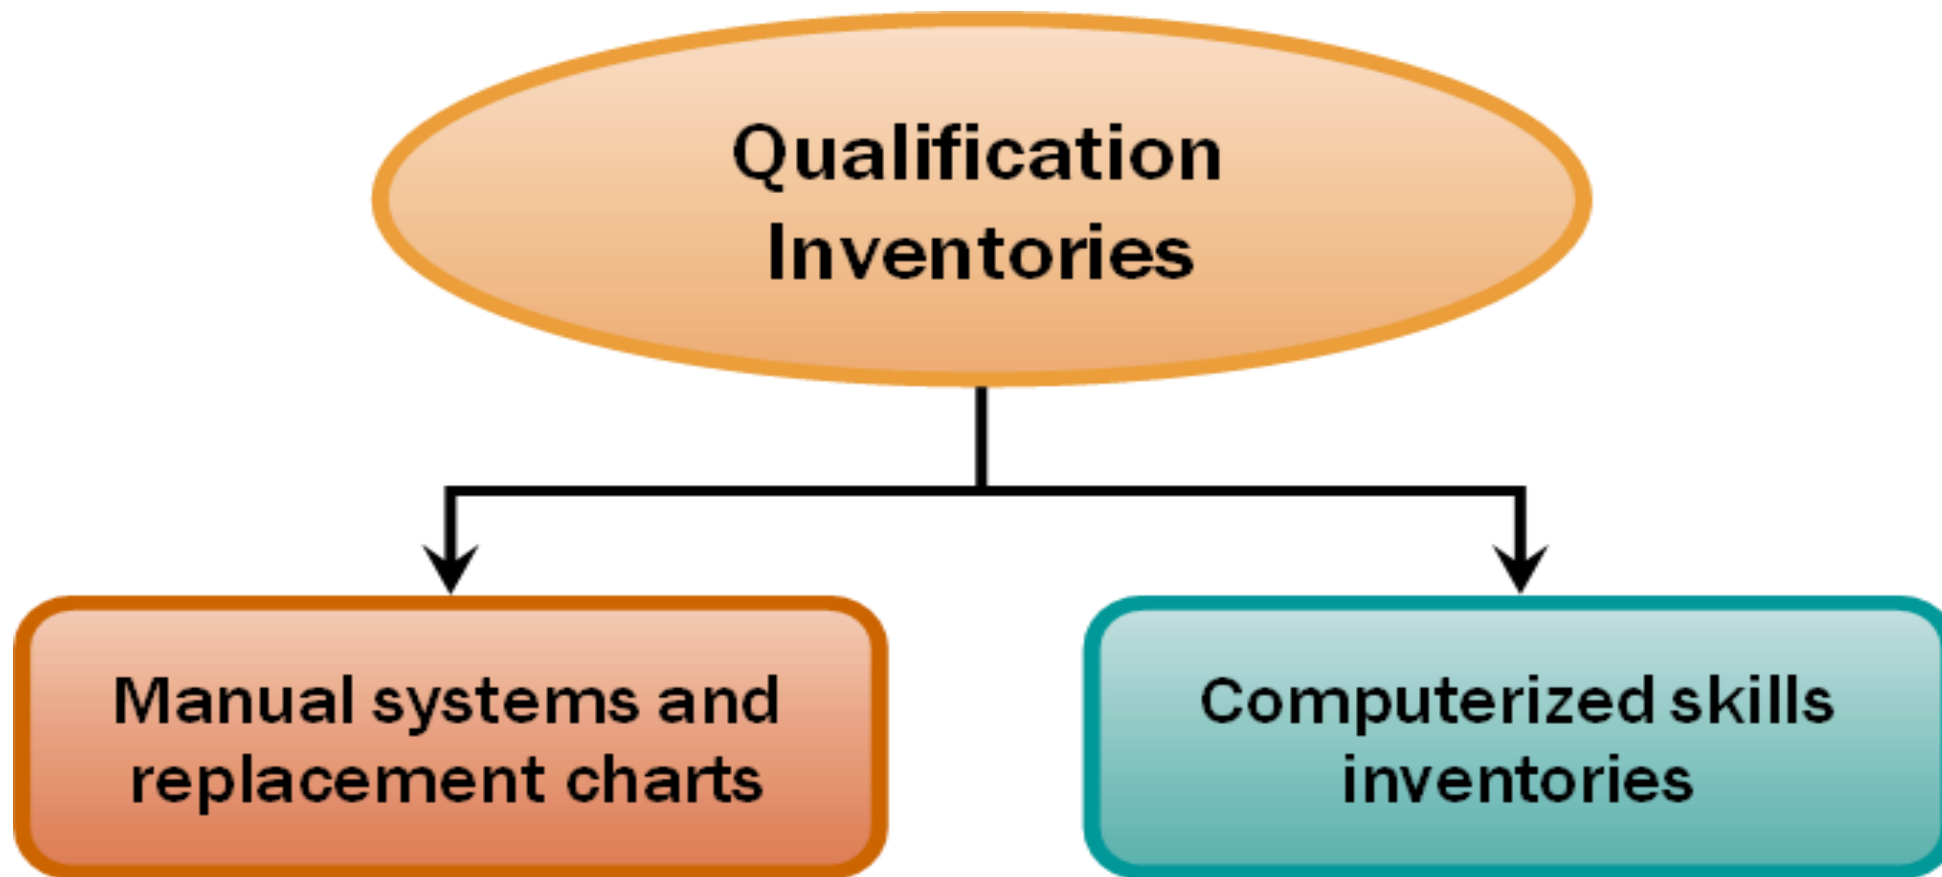 Qualification
Inventories
Manual systems and
replacement charts
Computerized skills
inventories